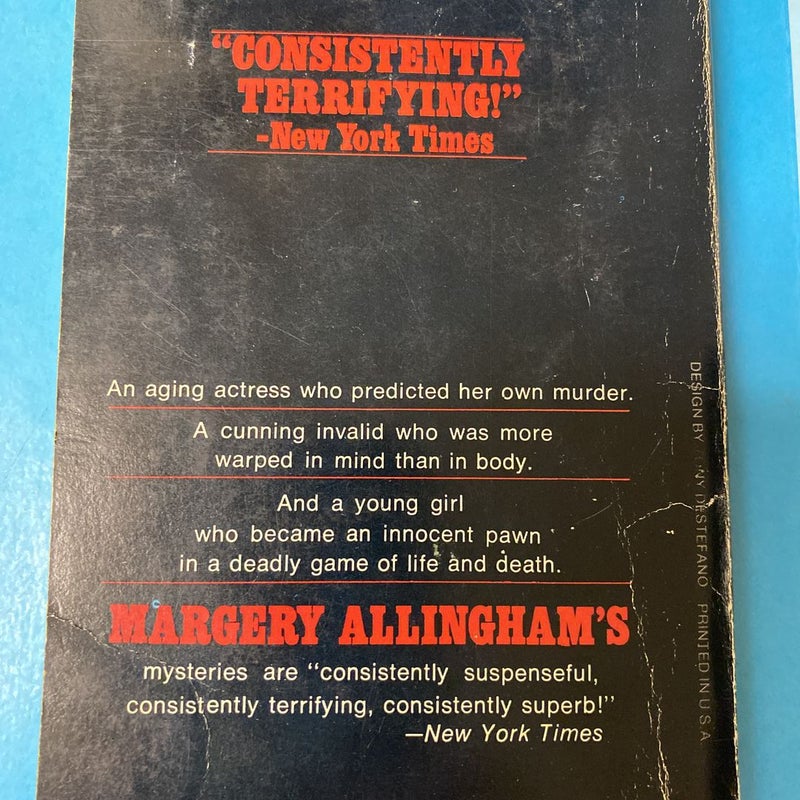 “CONSISTENTLY
TERRIFYING!”
-New York Times
An aging actress who predicted her own murder.
A cunning invalid who was more
warped in mind than in body.
And a young girl
who became an innocent pawn
in a deadly game of life and death.
MARGERY ALLINGHAM'S
mysteries are “consistently suspenseful,
consistently terrifying, consistently superb!”
—New York Times
DESIGN BY DESTEFANO PRINTED IN U S A